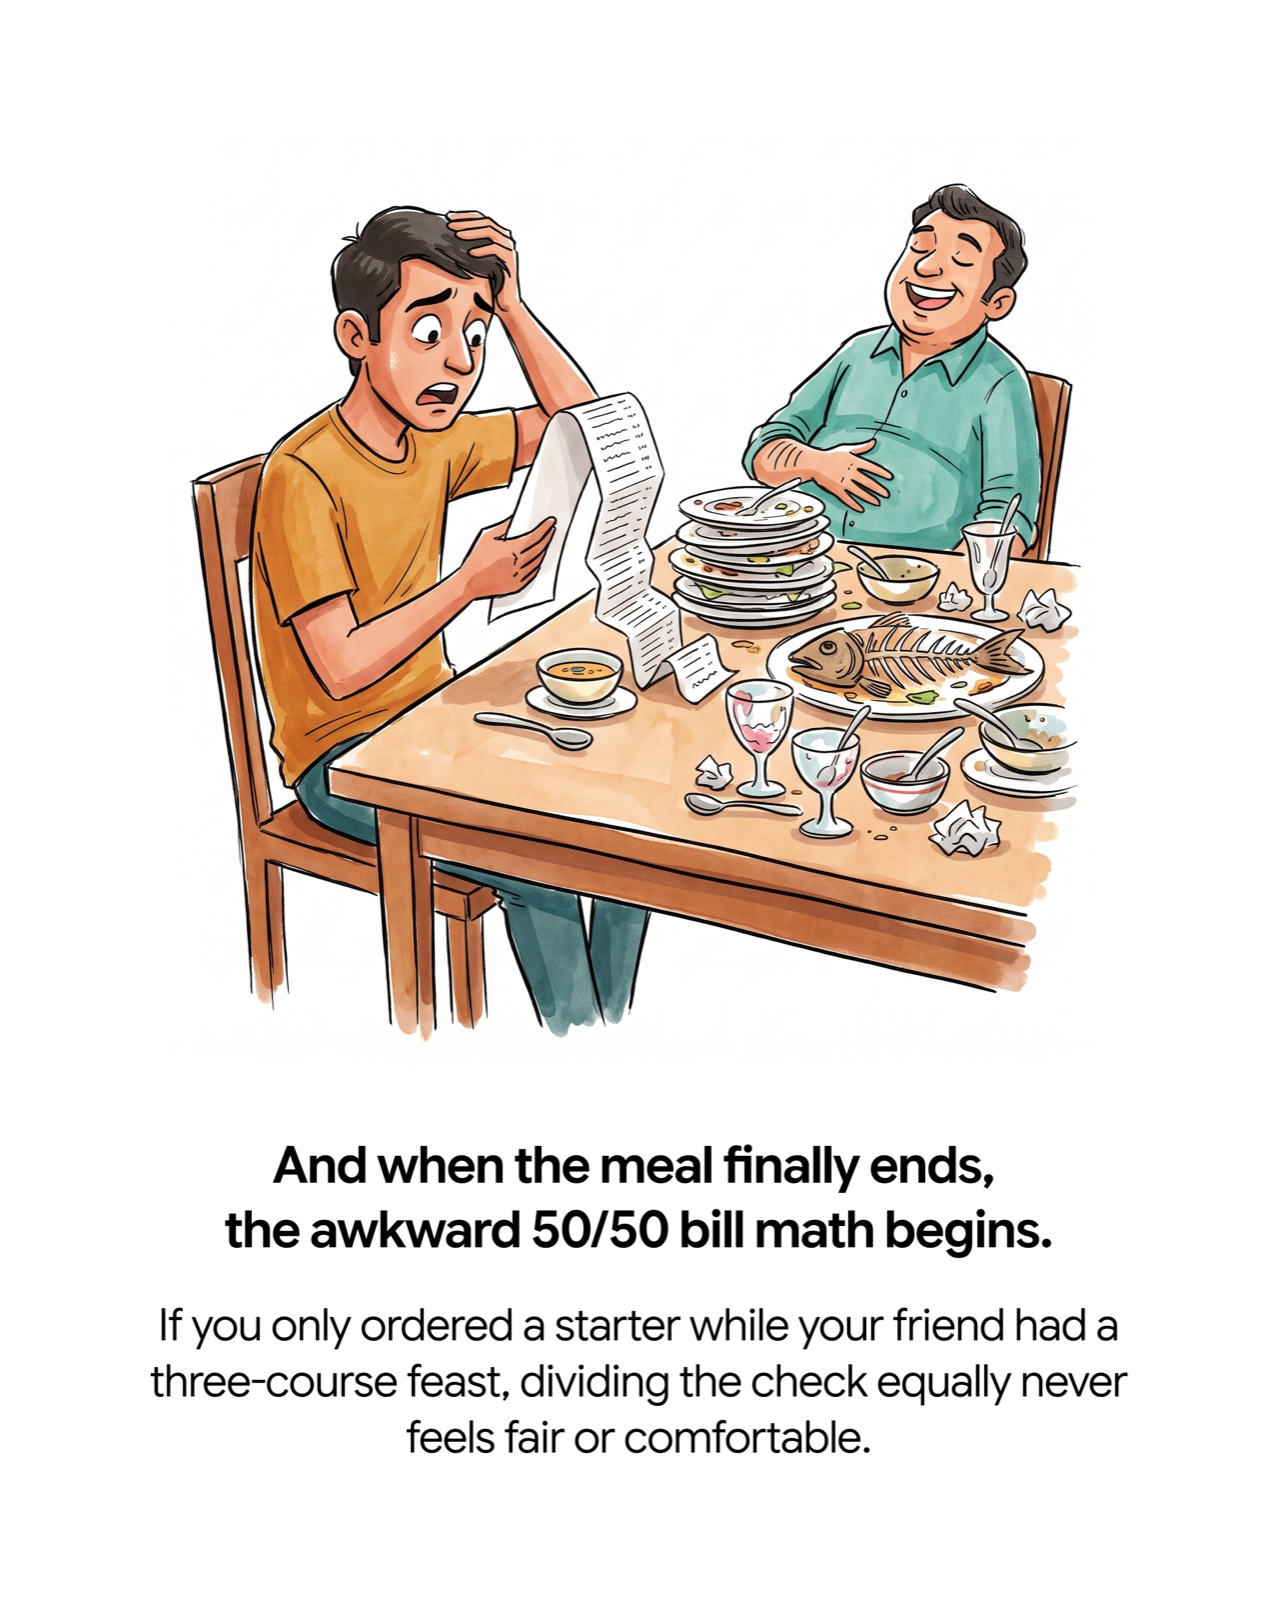 And when the meal finally ends,
the awkward 50/50 bill math begins.
If you only ordered a starter while your friend had a
three-course feast, dividing the check equally never
feels fair or comfortable.